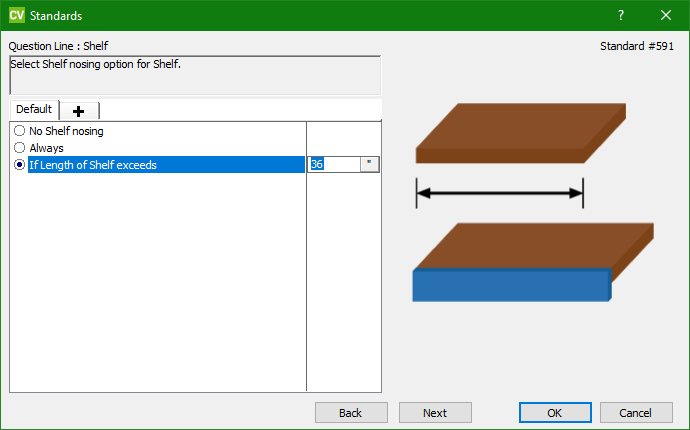 CV Standards ?
Question Line : Shelf Standard #591
Select Shelf nosing option for Shelf.
Default +
No Shelf nosing
Always
If Length of Shelf exceeds 36 "
Back Next OK Cancel